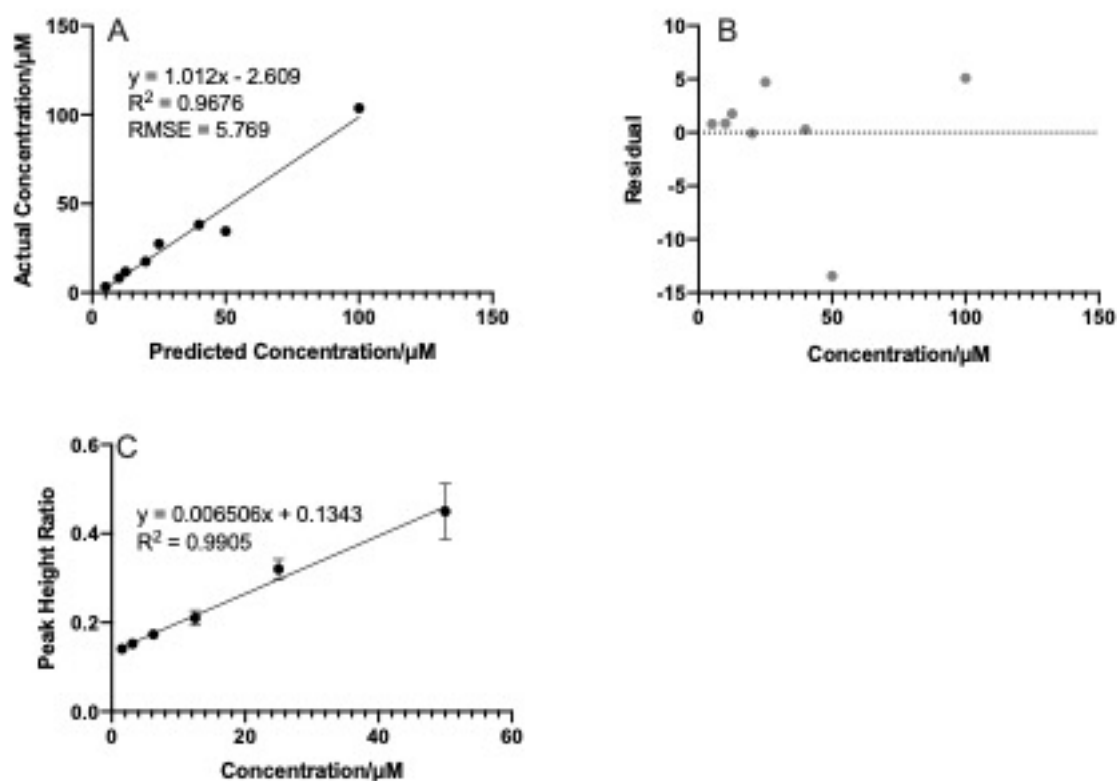 A
y = 1.012x - 2.609
R² = 0.9676
RMSE = 5.769
150
100
50
0
0 50 100 150
Actual Concentration/µM
Predicted Concentration/µM
B
10
5
0
-5
-10
-15
0 50 100 150
Residual
Concentration/µM
C
y = 0.006506x + 0.1343
R² = 0.9905
0.6
0.4
0.2
0.0
0 20 40 60
Peak Height Ratio
Concentration/µM